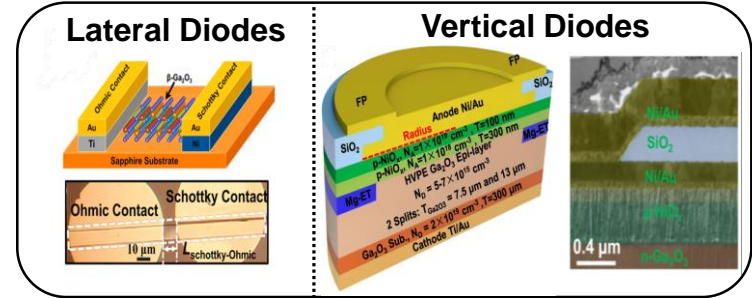 Lateral Diodes
Vertical Diodes
β-Ga₂O₃
Ohmic Contact
Schottky Contact
Au
Ti
Au
Ni
Sapphire Substrate
Ohmic Contact
Schottky Contact
10 μm
LSchottky-Ohmic
FP
FP
SiO₂
Anode Ni/Au
Radius
SiO₂
p-NiOₓ, Nₐ=1×10¹⁹ cm⁻³, T=100 nm
p-NiOₓ, Nₐ=1×10¹⁸ cm⁻³, T=300 nm
Mg-ET
Mg-ET
HVPE Ga₂O₃ Epi-layer
N_D = 5-7×10¹⁵ cm⁻³
2 Splits: T_Ga2O3 = 7.5 μm and 13 μm
Ga₂O₃ Sub., N_D = 2×10¹⁹ cm⁻³, T=300 μm
Cathode Ti/Au
Ni/Au
SiO₂
Ni/Au
0.4 μm
n-Ga₂O₃